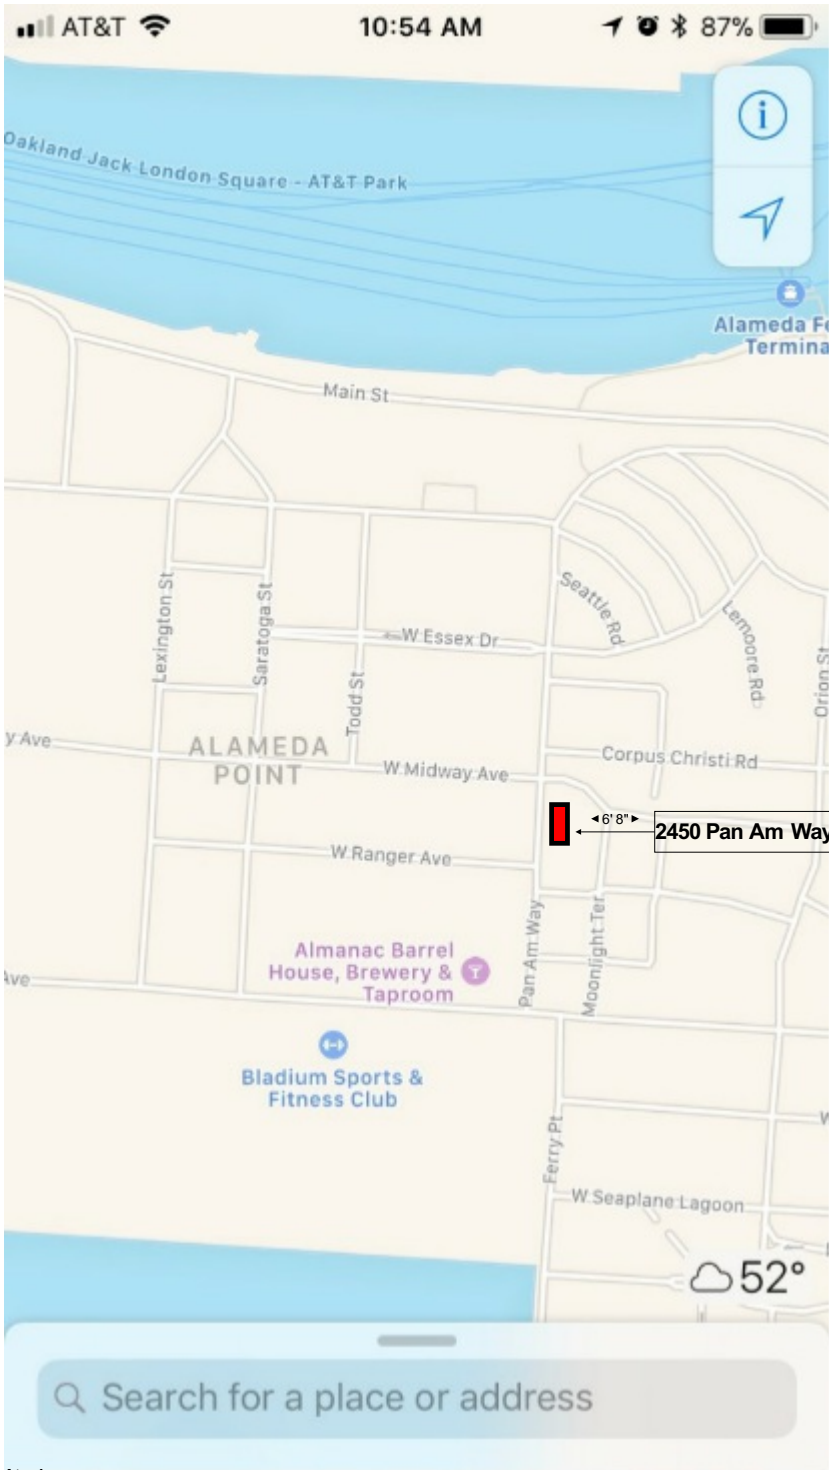 AT&T 10:54 AM 87%
Oakland Jack London Square - AT&T Park
Alameda Fe
Termina
Main St
Seattle Rd
Lemoore Rd
Lexington St
Saratoga St
W Essex Dr
Orion St
Todd St
y Ave
ALAMEDA
POINT
W Midway Ave
Corpus Christi Rd
6' 8"
2450 Pan Am Way
W Ranger Ave
Pan Am Way
Moonlight Ter
Almanac Barrel
House, Brewery &
Taproom
Ave
Bladium Sports &
Fitness Club
Ferry Pt
W Seaplane Lagoon
52°
Search for a place or address